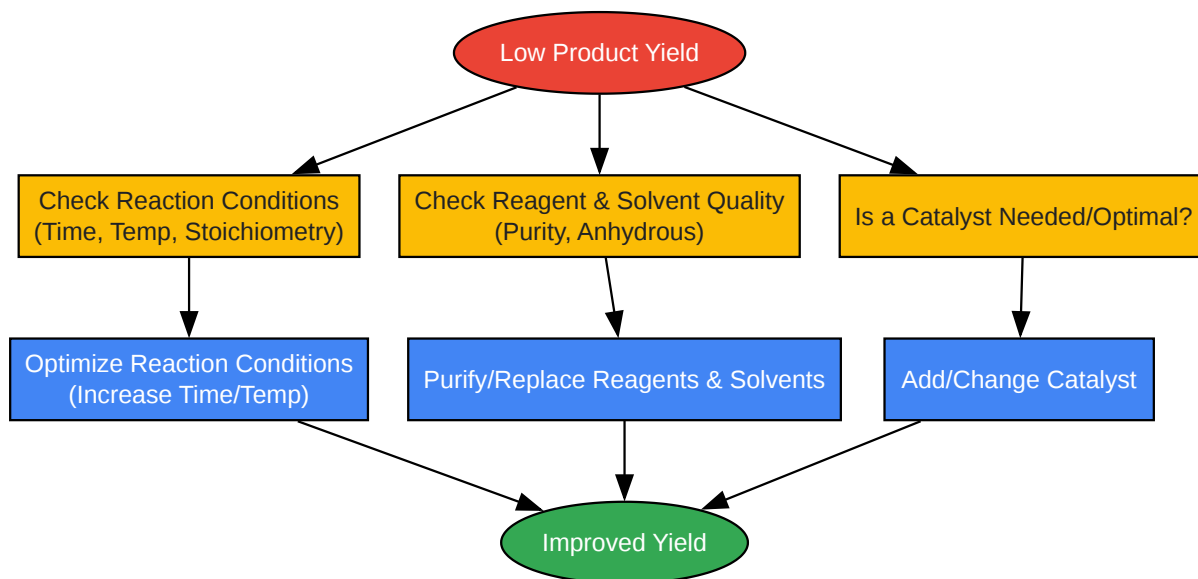 Low Product Yield
Check Reaction Conditions
(Time, Temp, Stoichiometry)
Check Reagent & Solvent Quality
(Purity, Anhydrous)
Is a Catalyst Needed/Optimal?
Optimize Reaction Conditions
(Increase Time/Temp)
Purify/Replace Reagents & Solvents
Add/Change Catalyst
Improved Yield